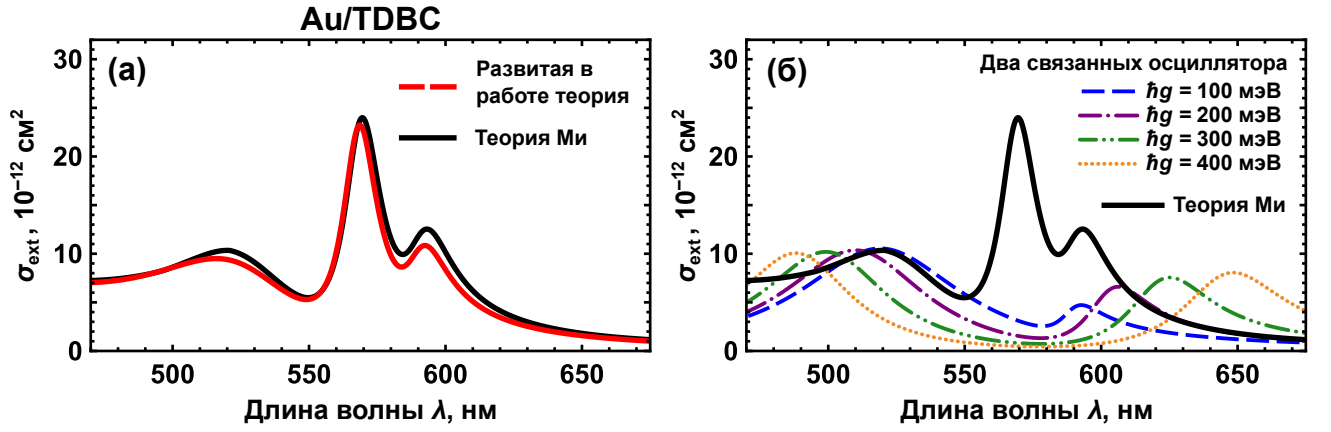 Au/TDBC
(а)
Развитая в
работе теория
Теория Ми
30
20
10
0
σext, 10−12 см2
500
550
600
650
Длина волны λ, нм
(б)
Два связанных осциллятора
ħg = 100 мэВ
ħg = 200 мэВ
ħg = 300 мэВ
ħg = 400 мэВ
Теория Ми
30
20
10
0
σext, 10−12 см2
500
550
600
650
Длина волны λ, нм